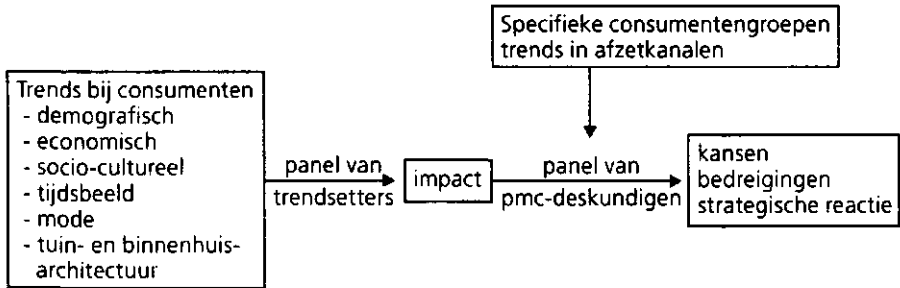 Specifieke consumentengroepen
trends in afzetkanalen
Trends bij consumenten
- demografisch
- economisch
- socio-cultureel
- tijdsbeeld
- mode
- tuin- en binnenhuis-
architectuur
panel van
trendsetters
impact
panel van
pmc-deskundigen
kansen
bedreigingen
strategische reactie